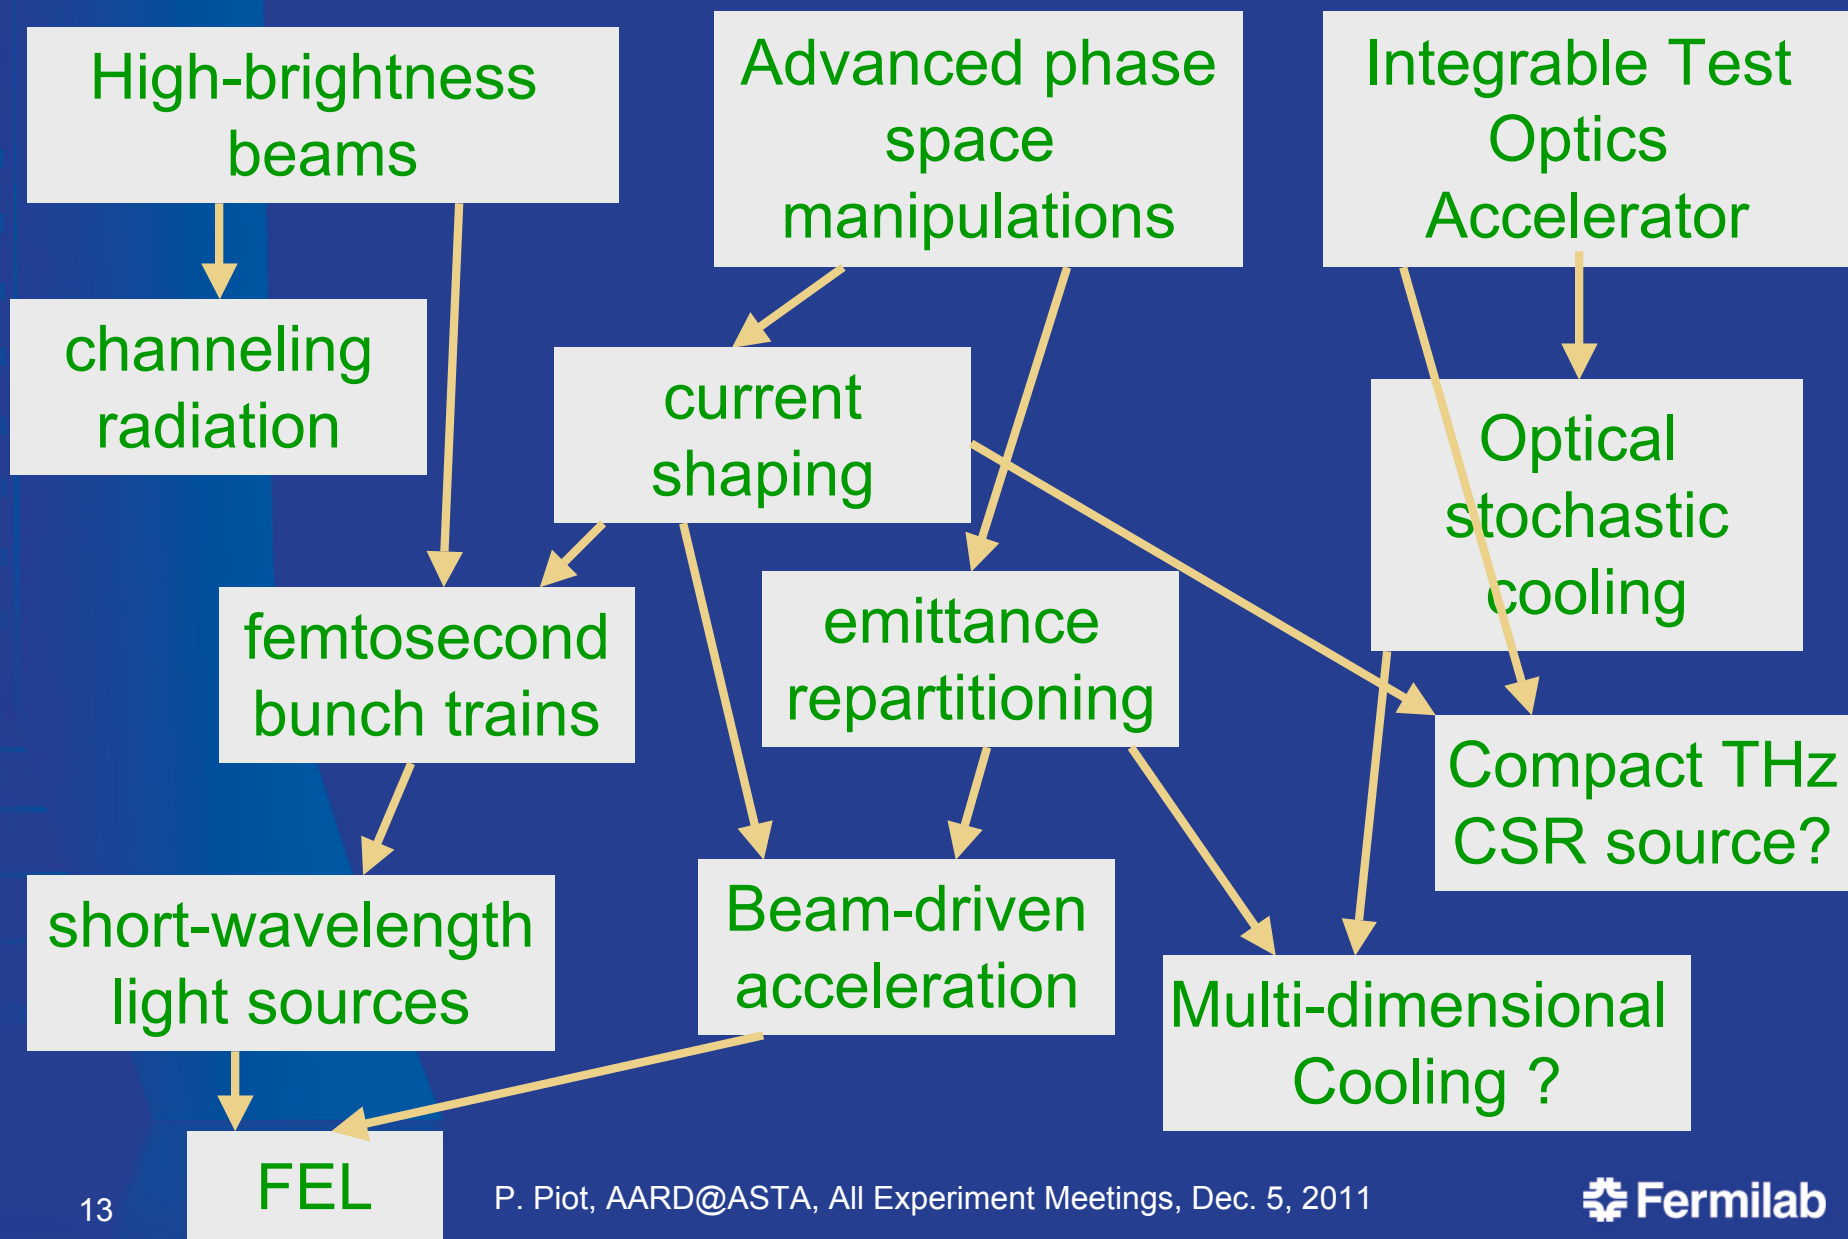 High-brightness
beams
Advanced phase
space
manipulations
Integrable Test
Optics
Accelerator
channeling
radiation
current
shaping
Optical
stochastic
cooling
femtosecond
bunch trains
emittance
repartitioning
Compact THz
CSR source?
short-wavelength
light sources
Beam-driven
acceleration
Multi-dimensional
Cooling ?
FEL
13
P. Piot, AARD@ASTA, All Experiment Meetings, Dec. 5, 2011
Fermilab